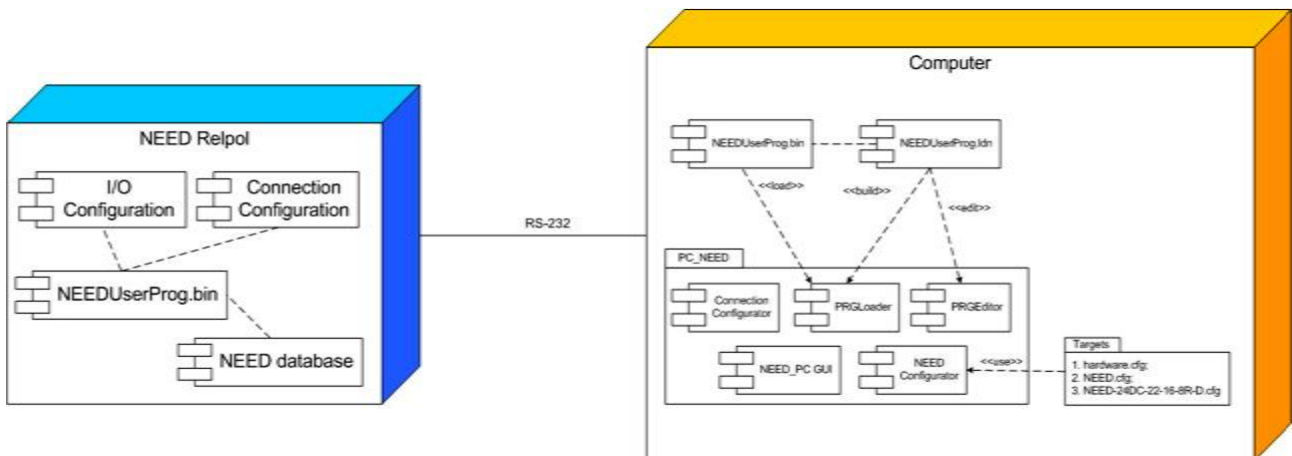 Computer
NEED Relpol
I/O
Configuration
Connection
Configuration
NEEDUserProg.bin
NEED database
RS-232
NEEDUserProg.bin
NEEDUserProg.ldn
<<load>>
<<build>>
<<edit>>
PC_NEED
Connection
Configurator
PRGLoader
PRGEditor
NEED_PC GUI
NEED
Configurator
<<use>>
Targets
1. hardware.cfg;
2. NEED.cfg;
3. NEED-24DC-22-16-8R-D.cfg